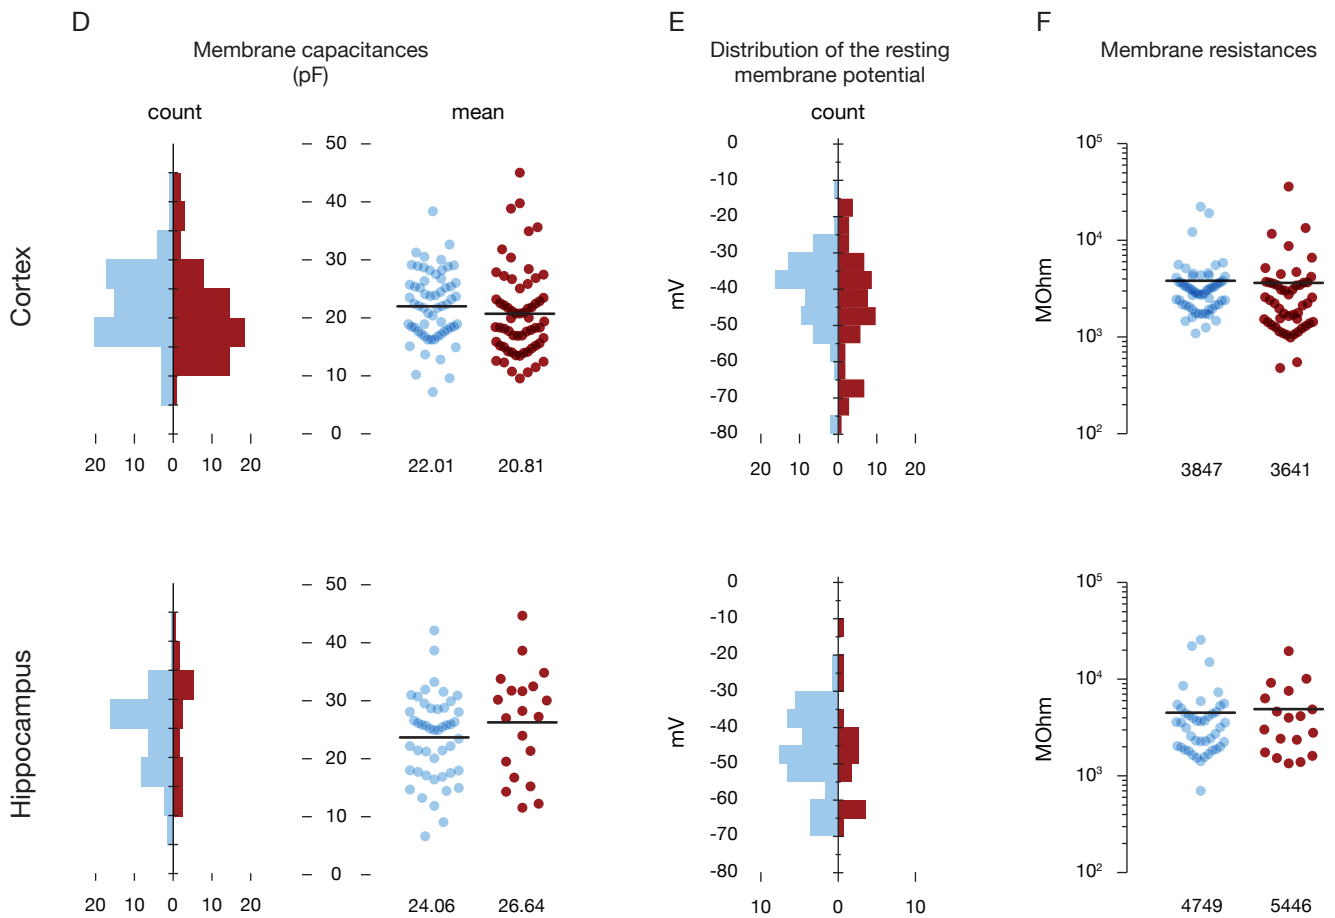 D
Membrane capacitances
(pF)
count
mean
Cortex
50
40
30
20
10
0
20 10 0 10 20
22.01 20.81
E
Distribution of the resting
membrane potential
count
mV
0
-10
-20
-30
-40
-50
-60
-70
-80
20 10 0 10 20
F
Membrane resistances
MOhm
10⁵
10⁴
10³
10²
3847 3641
Hippocampus
50
40
30
20
10
0
20 10 0 10 20
24.06 26.64
mV
0
-10
-20
-30
-40
-50
-60
-70
-80
10 0 10
MOhm
10⁵
10⁴
10³
10²
4749 5446